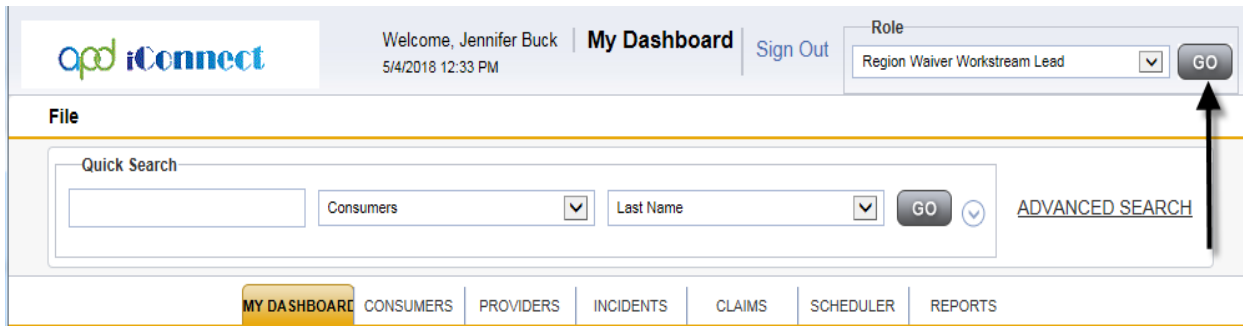 apd iConnect
Welcome, Jennifer Buck
5/4/2018 12:33 PM
My Dashboard
Sign Out
Role
Region Waiver Workstream Lead
GO
File
Quick Search
Consumers
Last Name
GO
ADVANCED SEARCH
MY DASHBOARD CONSUMERS PROVIDERS INCIDENTS CLAIMS SCHEDULER REPORTS